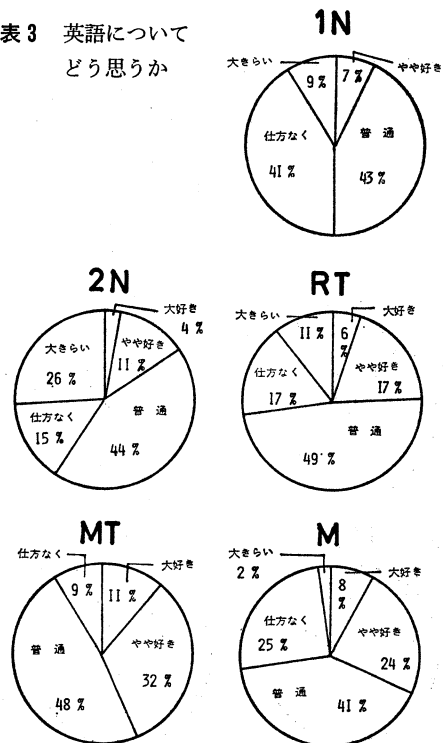 表3 英語について
どう思うか
1N
大きらい 9%
7% やや好き
仕方なく
41%
普通
43%
2N
大好き
4%
大きらい
26%
やや好き
11%
仕方なく
15%
普通
44%
RT
大きらい 11%
6% 大好き
仕方なく
17%
やや好き
17%
普通
49%
MT
仕方なく 9%
11% 大好き
普通
48%
やや好き
32%
M
大きらい
2%
8% 大好き
仕方なく
25%
やや好き
24%
普通
41%